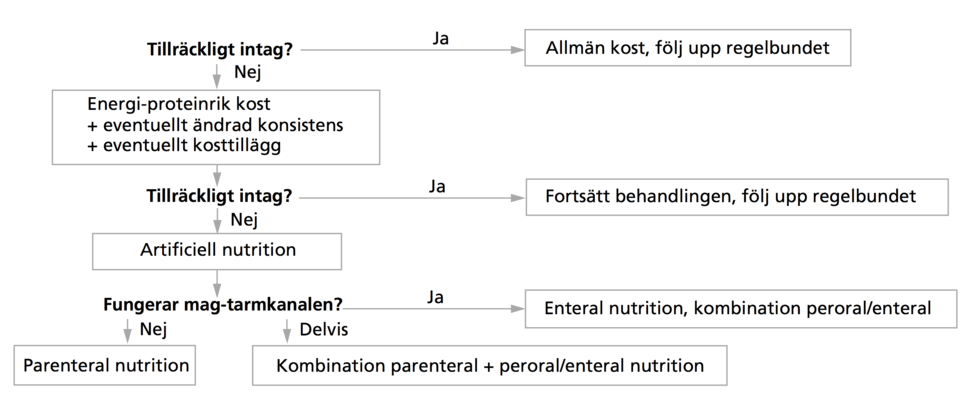 Tillräckligt intag?
Ja
Allmän kost, följ upp regelbundet
Nej
Energi-proteinrik kost
+ eventuellt ändrad konsistens
+ eventuellt kosttillägg
Tillräckligt intag?
Ja
Fortsätt behandlingen, följ upp regelbundet
Nej
Artificiell nutrition
Fungerar mag-tarmkanalen?
Ja
Enteral nutrition, kombination peroral/enteral
Nej
Delvis
Parenteral nutrition
Kombination parenteral + peroral/enteral nutrition